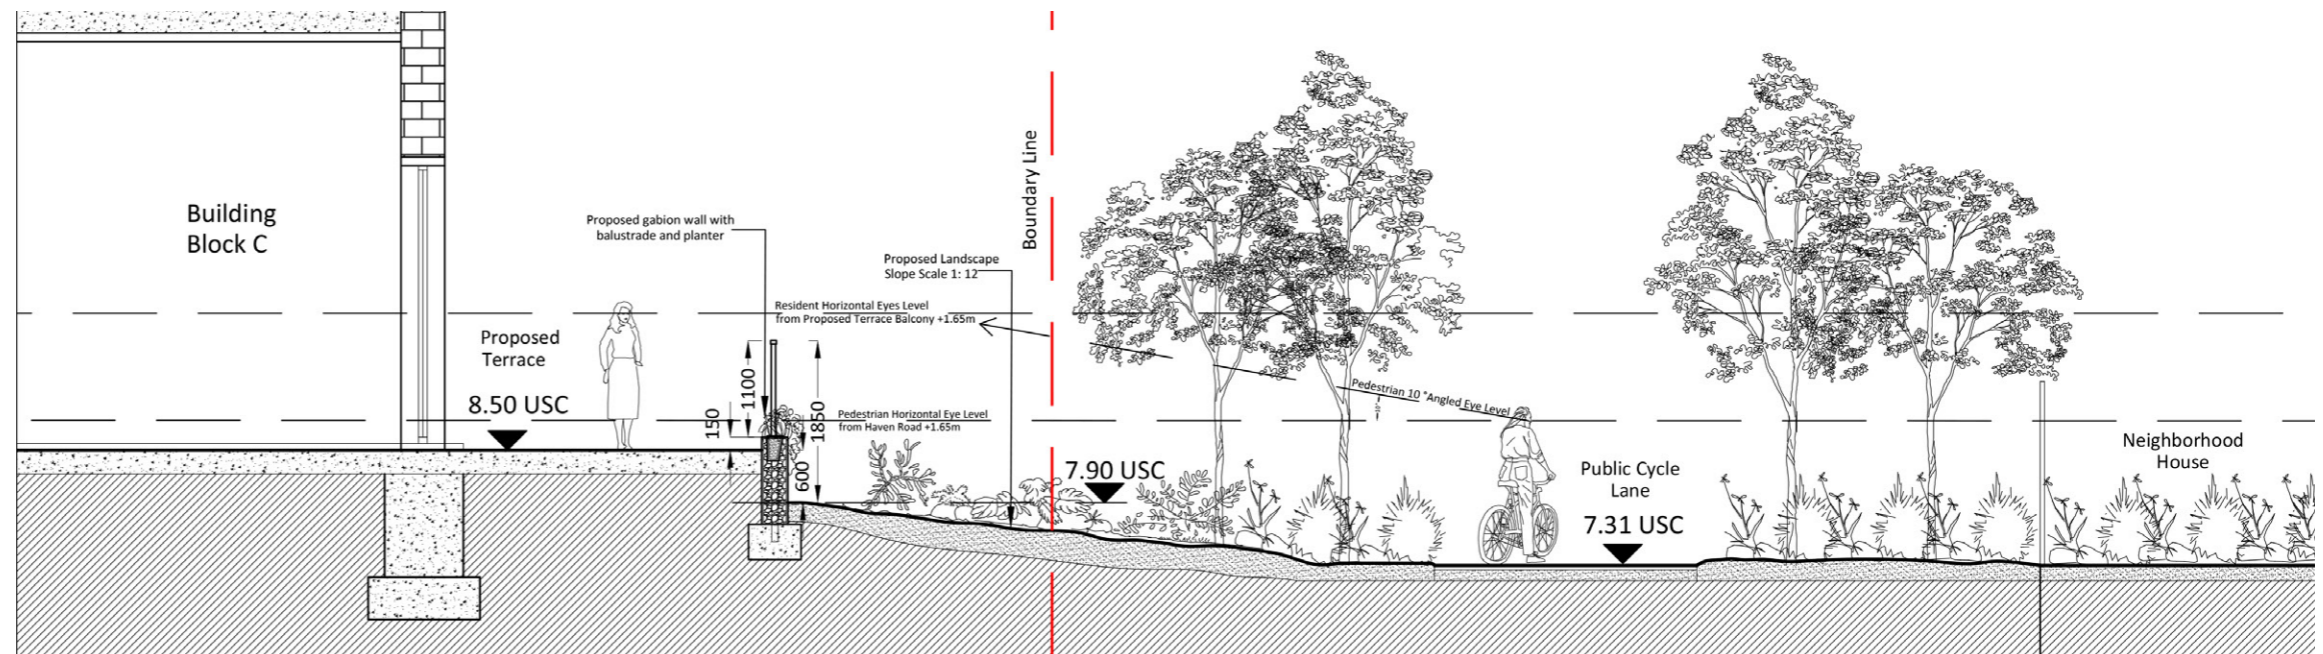 Building
Block C
Proposed
Terrace
8.50 USC
Proposed gabion wall with
balustrade and planter
Resident Horizontal Eyes Level
from Proposed Terrace Balcony +1.65m
150
1100
1850
600
Pedestrian Horizontal Eye Level
from Haven Road +1.65m
Proposed Landscape
Slope Scale 1: 12
Boundary Line
7.90 USC
Pedestrian 10 °Angled Eye Level
10°
Public Cycle
Lane
7.31 USC
Neighborhood
House